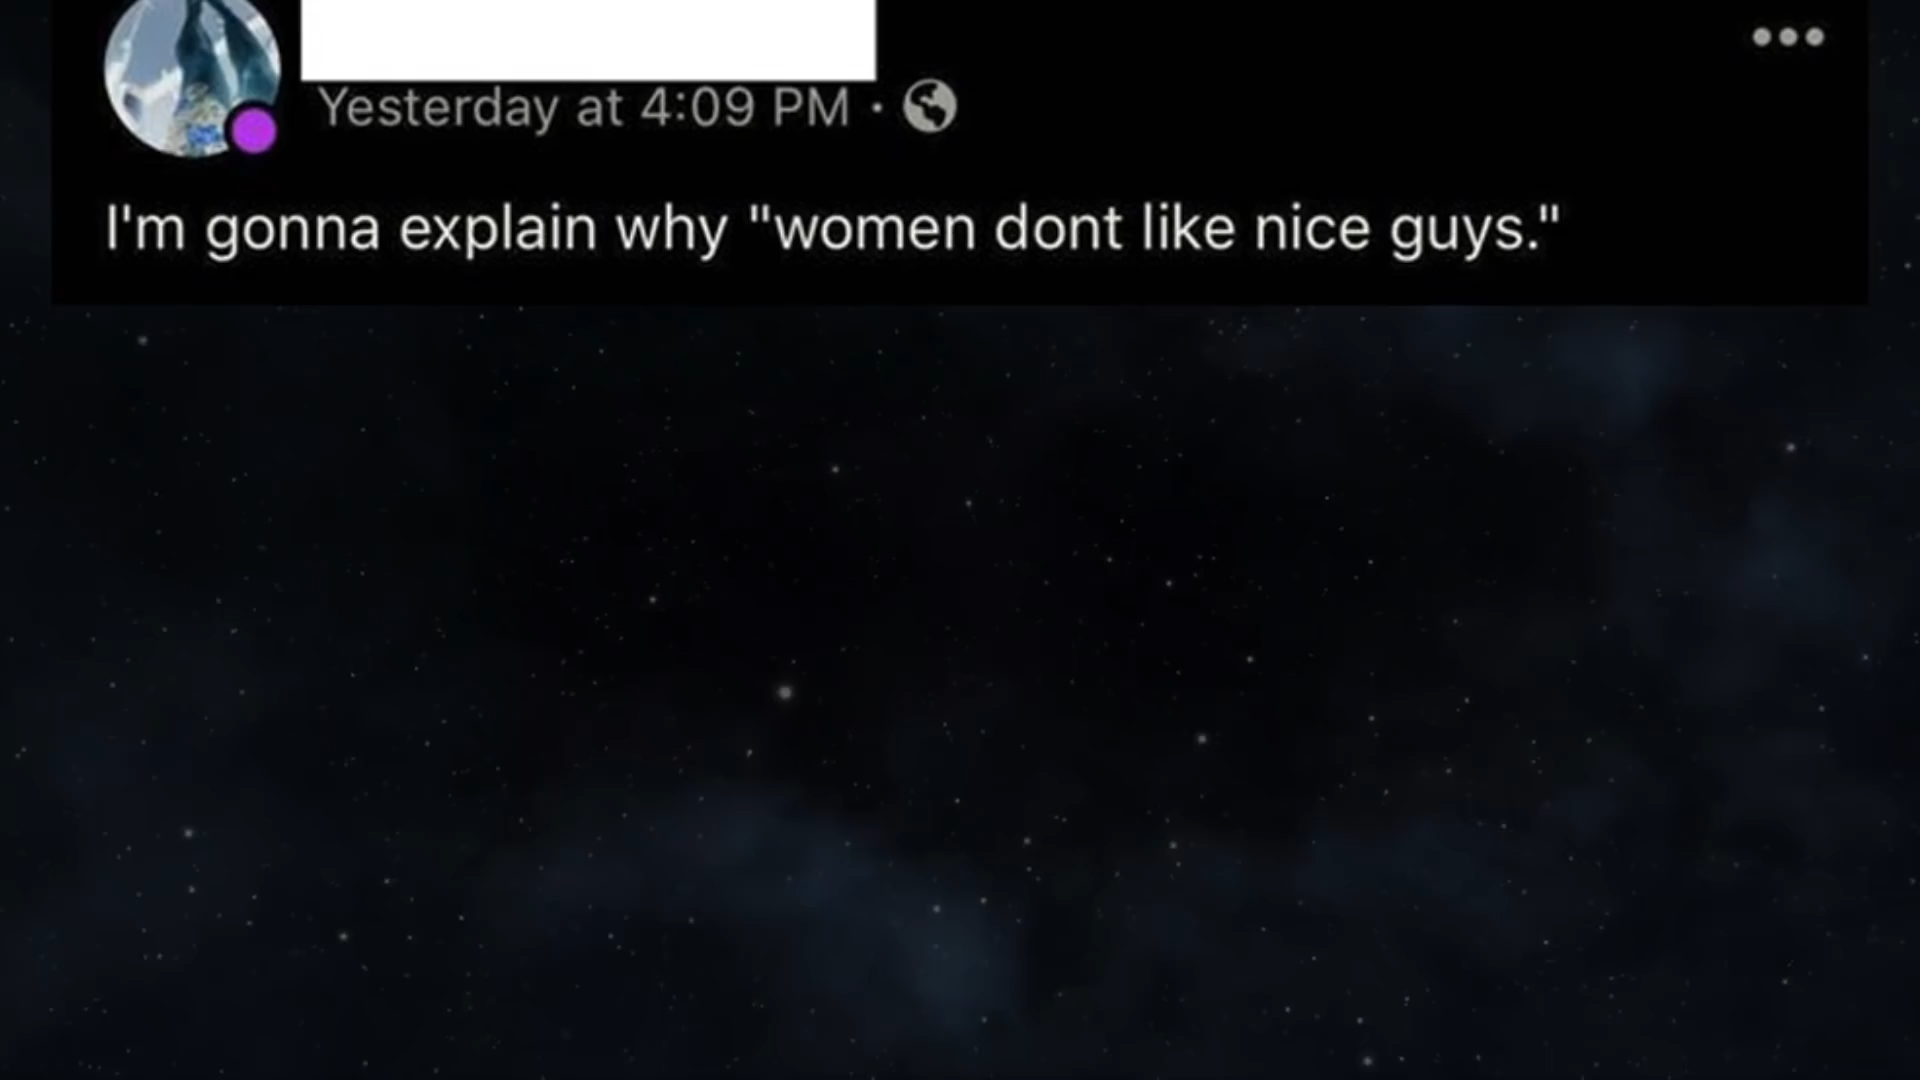 Yesterday at 4:09 PM ·
I'm gonna explain why "women dont like nice guys."